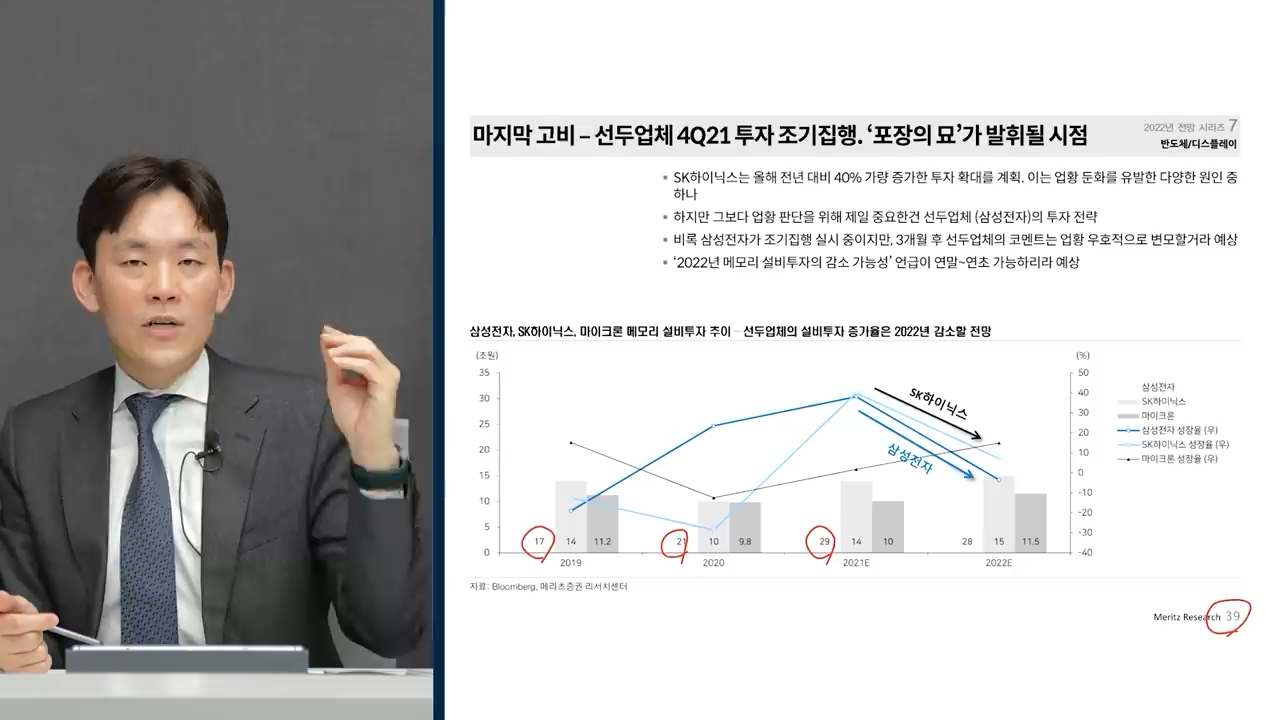 마지막 고비 – 선두업체 4Q21 투자 조기집행. ‘포장의 묘’가 발휘될 시점
2022년 전망 시리즈 7
반도체/디스플레이
▪ SK하이닉스는 올해 전년 대비 40% 가량 증가한 투자 확대를 계획. 이는 업황 둔화를 유발한 다양한 원인 중
하나
▪ 하지만 그보다 업황 판단을 위해 제일 중요한건 선두업체 (삼성전자)의 투자 전략
▪ 비록 삼성전자가 조기집행 실시 중이지만, 3개월 후 선두업체의 코멘트는 업황 우호적으로 변모할거라 예상
▪ ‘2022년 메모리 설비투자의 감소 가능성’ 언급이 연말~연초 가능하리라 예상
삼성전자, SK하이닉스, 마이크론 메모리 설비투자 추이 – 선두업체의 설비투자 증가율은 2022년 감소할 전망
(조원)
(%)
35
30
25
20
15
10
5
0
50
40
30
20
10
0
-10
-20
-30
-40
SK하이닉스
삼성전자
17 14 11.2
21 10 9.8
29 14 10
28 15 11.5
2019 2020 2021E 2022E
삼성전자
SK하이닉스
마이크론
삼성전자 성장율 (우)
SK하이닉스 성장율 (우)
마이크론 성장율 (우)
자료: Bloomberg, 메리츠증권 리서치센터
Meritz Research 39